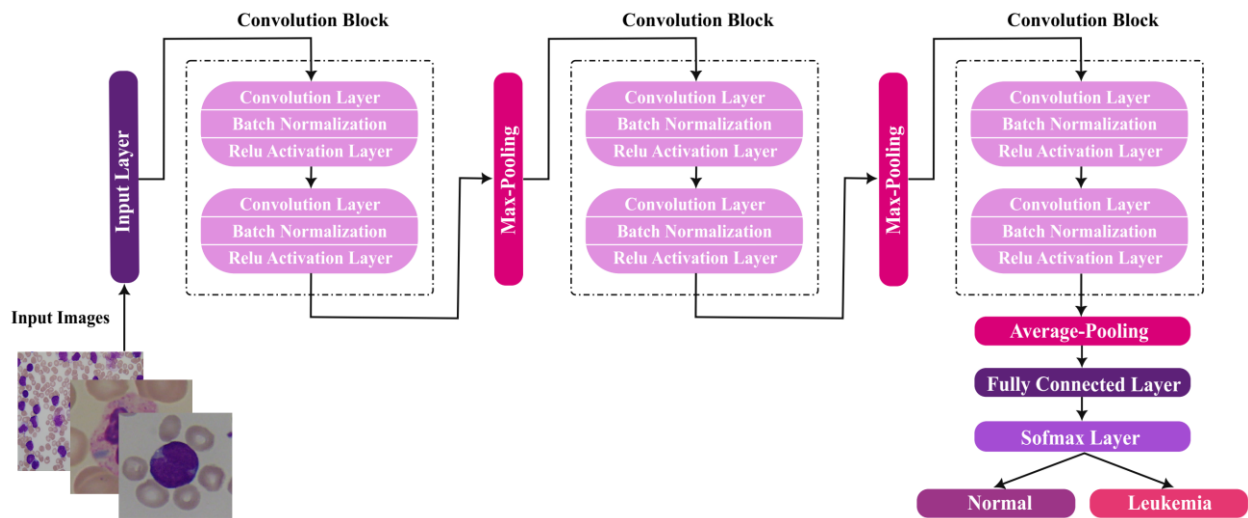 Convolution Block
Convolution Block
Convolution Block
Input Images
Input Layer
Convolution Layer
Batch Normalization
Relu Activation Layer
Convolution Layer
Batch Normalization
Relu Activation Layer
Max-Pooling
Convolution Layer
Batch Normalization
Relu Activation Layer
Convolution Layer
Batch Normalization
Relu Activation Layer
Max-Pooling
Convolution Layer
Batch Normalization
Relu Activation Layer
Convolution Layer
Batch Normalization
Relu Activation Layer
Average-Pooling
Fully Connected Layer
Sofmax Layer
Normal
Leukemia